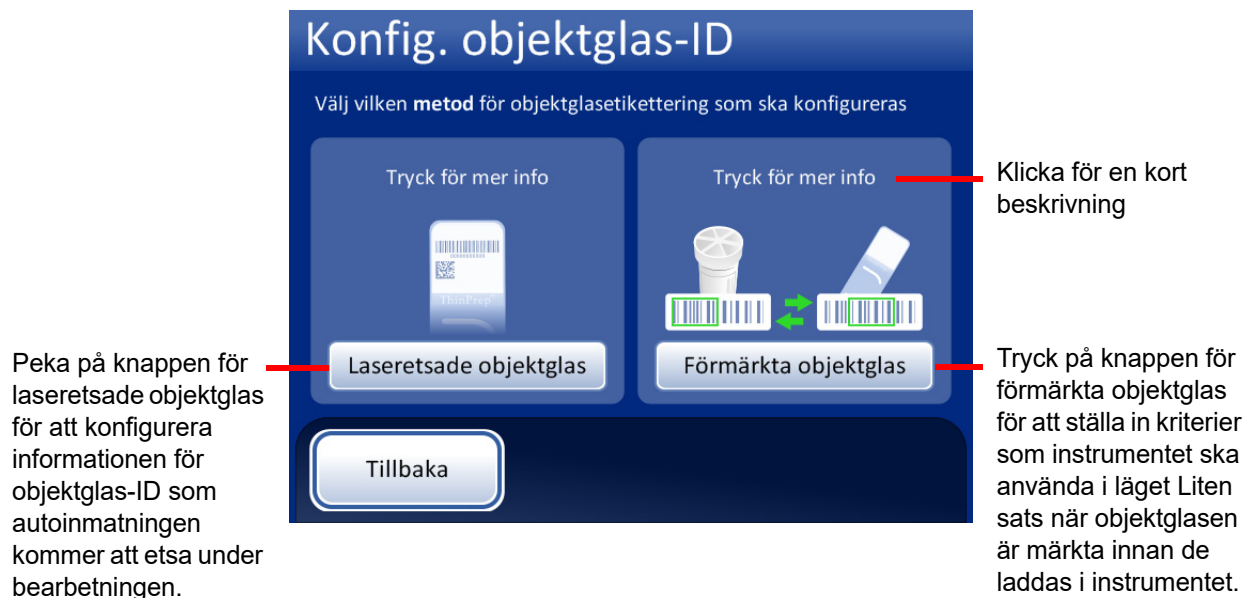 Konfig. objektglas-ID
Välj vilken metod för objektglasetikettering som ska konfigureras
Tryck för mer info
ThinPrep
Laseretsade objektglas
Tryck för mer info
Förmärkta objektglas
Tillbaka
Peka på knappen för
laseretsade objektglas
för att konfigurera
informationen för
objektglas-ID som
autoinmatningen
kommer att etsa under
bearbetningen.
Klicka för en kort
beskrivning
Tryck på knappen för
förmärkta objektglas
för att ställa in kriterier
som instrumentet ska
använda i läget Liten
sats när objektglasen
är märkta innan de
laddas i instrumentet.